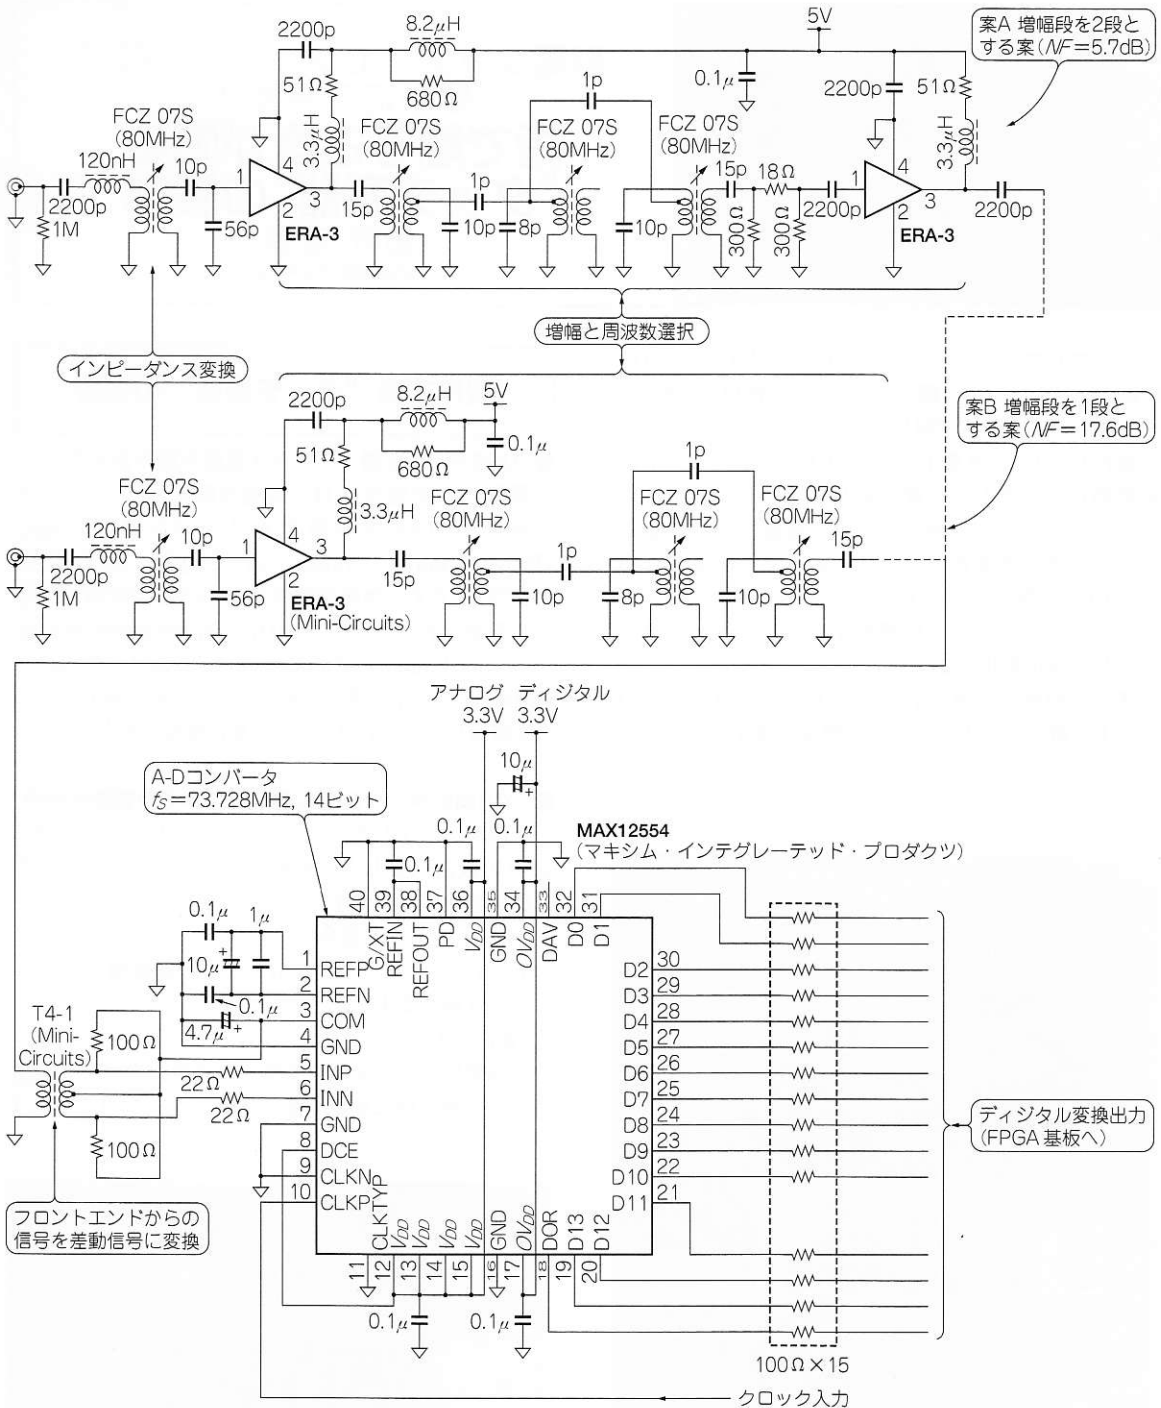 2200p
8.2μH
680Ω
51Ω
3.3μH
5V
0.1μ
2200p
51Ω
3.3μH
案A 増幅段を2段と
する案(NF=5.7dB)
FCZ 07S
(80MHz)
120nH
2200p
1M
10p
56p
1
4
3
2
ERA-3
15p
FCZ 07S
(80MHz)
1p
10p
8p
FCZ 07S
(80MHz)
1p
FCZ 07S
(80MHz)
10p
15p
18Ω
300Ω
300Ω
2200p
1
4
3
2
ERA-3
2200p
増幅と周波数選択
インピーダンス変換
2200p
8.2μH
680Ω
5V
0.1μ
51Ω
3.3μH
案B 増幅段を1段と
する案(NF=17.6dB)
FCZ 07S
(80MHz)
120nH
2200p
1M
10p
56p
1
4
3
2
ERA-3
(Mini-Circuits)
15p
FCZ 07S
(80MHz)
1p
10p
8p
1p
FCZ 07S
(80MHz)
FCZ 07S
(80MHz)
10p
15p
アナログ ディジタル
3.3V 3.3V
10μ
+
A-Dコンバータ
fS=73.728MHz, 14ビット
0.1μ
0.1μ
0.1μ
MAX12554
(マキシム・インテグレーテッド・プロダクツ)
40
39
38
37
36
35
34
33
32
31
G/XT
REFIN
REFOUT
PD
VDD
GND
OVDD
DAV
D0
D1
0.1μ
1μ
10μ
+
0.1μ
4.7μ
+
T4-1
(Mini-
Circuits)
100Ω
22Ω
22Ω
100Ω
1 REFP
2 REFN
3 COM
4 GND
5 INP
6 INN
7 GND
8 DCE
9 CLKN
10 CLKP
D2 30
D3 29
D4 28
D5 27
D6 26
D7 25
D8 24
D9 23
D10 22
D11 21
CLKTYP
VDD
VDD
VDD
VDD
GND
OVDD
DOR
D13
D12
11
12
13
14
15
16
17
18
19
20
0.1μ
0.1μ
フロントエンドからの
信号を差動信号に変換
ディジタル変換出力
(FPGA基板へ)
100Ω×15
クロック入力